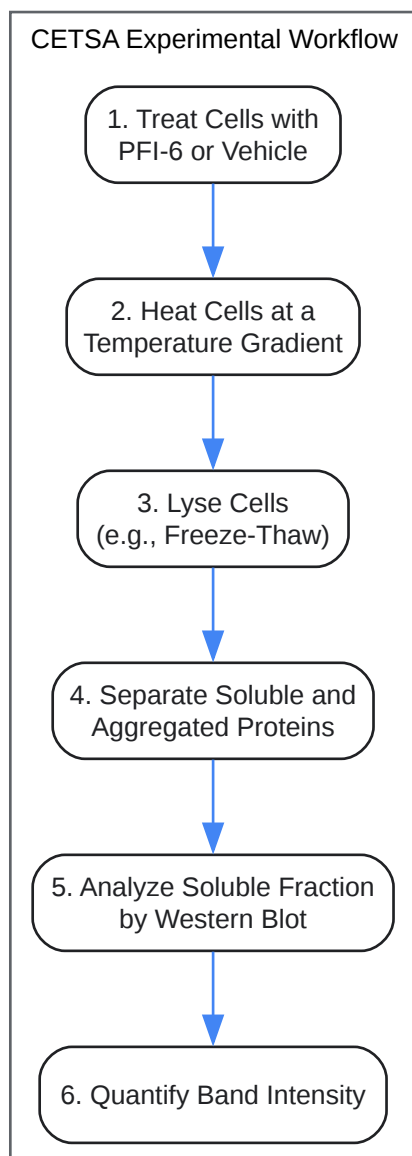 CETSA Experimental Workflow
1. Treat Cells with
PFI-6 or Vehicle
2. Heat Cells at a
Temperature Gradient
3. Lyse Cells
(e.g., Freeze-Thaw)
4. Separate Soluble and
Aggregated Proteins
5. Analyze Soluble Fraction
by Western Blot
6. Quantify Band Intensity